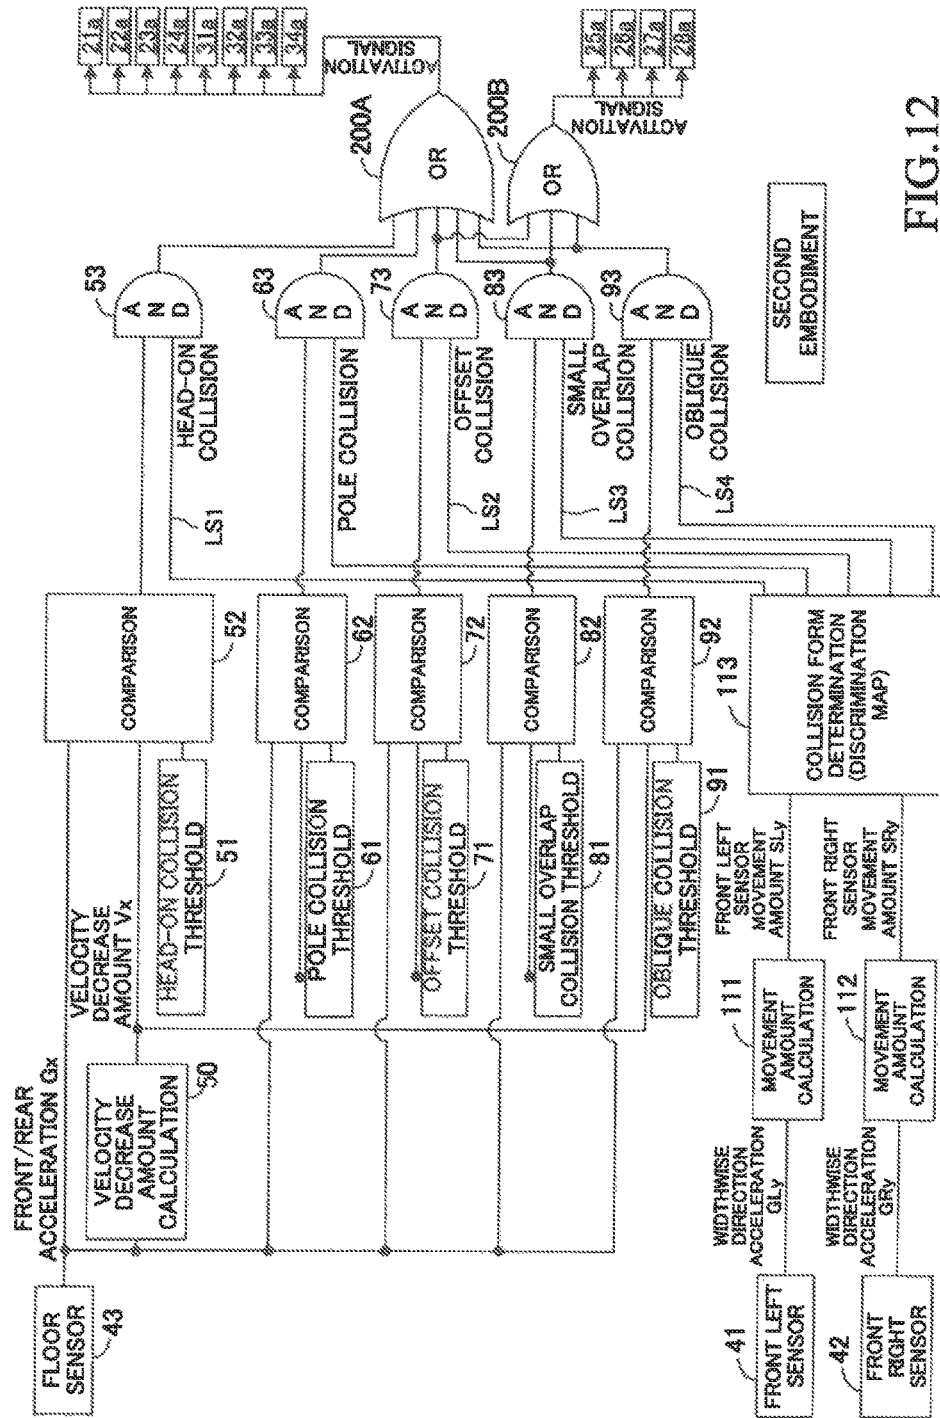 FLOOR
SENSOR
43
FRONT/REAR
ACCELERATION Gx
VELOCITY
DECREASE
AMOUNT
CALCULATION
50
VELOCITY
DECREASE
AMOUNT Vx
HEAD-ON COLLISION
THRESHOLD
51
COMPARISON
52
HEAD-ON
COLLISION
LS1
A
N
D
53
POLE COLLISION
THRESHOLD
61
COMPARISON
62
POLE COLLISION
A
N
D
63
OFFSET COLLISION
THRESHOLD
71
COMPARISON
72
OFFSET
COLLISION
LS2
A
N
D
73
SMALL OVERLAP
COLLISION THRESHOLD
81
COMPARISON
82
SMALL
OVERLAP
COLLISION
LS3
A
N
D
83
OBLIQUE COLLISION
THRESHOLD
91
COMPARISON
92
OBLIQUE
COLLISION
LS4
A
N
D
93
OR
200A
OR
200B
ACTIVATION
SIGNAL
21a
22a
23a
24a
31a
32a
33a
34a
ACTIVATION
SIGNAL
25a
26a
27a
28a
41
FRONT LEFT
SENSOR
WIDTHWISE
DIRECTION
ACCELERATION
GLy
111
MOVEMENT
AMOUNT
CALCULATION
FRONT LEFT
SENSOR
MOVEMENT
AMOUNT SLy
42
FRONT
RIGHT
SENSOR
WIDTHWISE
DIRECTION
ACCELERATION
GRy
112
MOVEMENT
AMOUNT
CALCULATION
FRONT RIGHT
SENSOR
MOVEMENT
AMOUNT SRy
113
COLLISION FORM
DETERMINATION
(DISCRIMINATION
MAP)
SECOND
EMBODIMENT
FIG.12